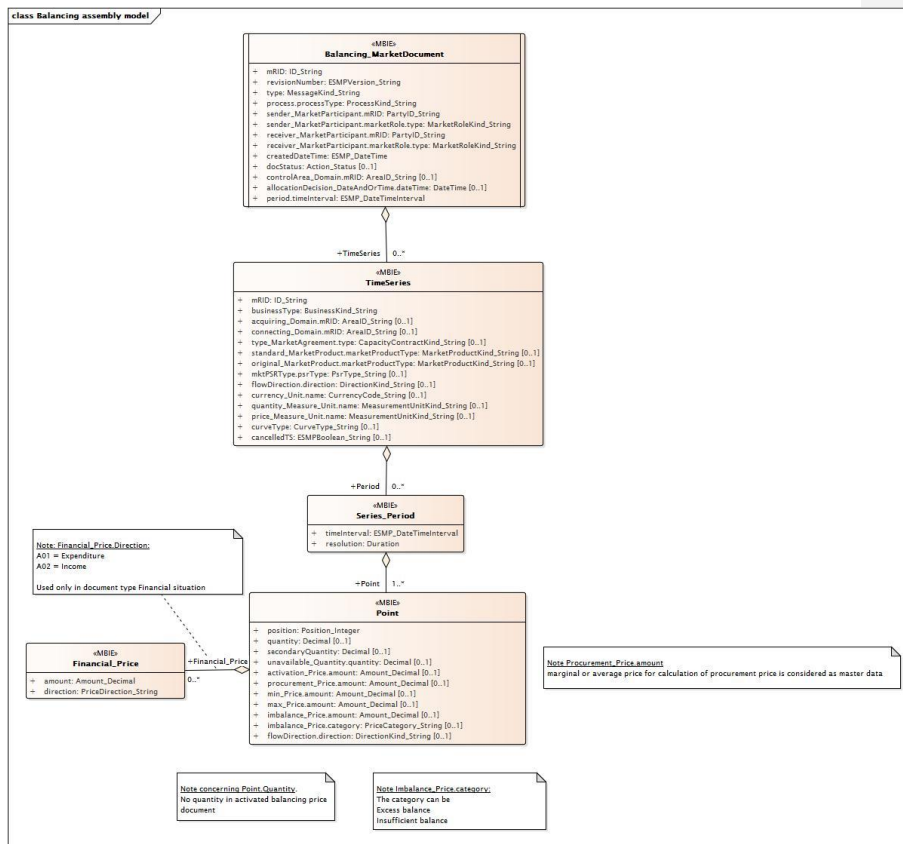 class Balancing assembly model
«MBIE»
Balancing_MarketDocument
+ mRID: ID_String
+ revisionNumber: ESMPVersion_String
+ type: MessageKind_String
+ process.processType: ProcessKind_String
+ sender_MarketParticipant.mRID: PartyID_String
+ sender_MarketParticipant.marketRole.type: MarketRoleKind_String
+ receiver_MarketParticipant.mRID: PartyID_String
+ receiver_MarketParticipant.marketRole.type: MarketRoleKind_String
+ createdDateTime: ESMP_DateTime
+ docStatus: Action_Status [0..1]
+ controlArea_Domain.mRID: AreaID_String [0..1]
+ allocationDecision_DateAndOrTime.dateTime: DateTime [0..1]
+ period.timeInterval: ESMP_DateTimeInterval
+TimeSeries 0..*
«MBIE»
TimeSeries
+ mRID: ID_String
+ businessType: BusinessKind_String
+ acquiring_Domain.mRID: AreaID_String [0..1]
+ connecting_Domain.mRID: AreaID_String [0..1]
+ type_MarketAgreement.type: CapacityContractKind_String [0..1]
+ standard_MarketProduct.marketProductType: MarketProductKind_String [0..1]
+ original_MarketProduct.marketProductType: MarketProductKind_String [0..1]
+ mktPSRType.psrType: PsrType_String [0..1]
+ flowDirection.direction: DirectionKind_String [0..1]
+ currency_Unit.name: CurrencyCode_String [0..1]
+ quantity_Measure_Unit.name: MeasurementUnitKind_String [0..1]
+ price_Measure_Unit.name: MeasurementUnitKind_String [0..1]
+ curveType: CurveType_String [0..1]
+ cancelledTS: ESMPBoolean_String [0..1]
+Period 0..*
«MBIE»
Series_Period
+ timeInterval: ESMP_DateTimeInterval
+ resolution: Duration
Note: Financial_Price.Direction:
A01 = Expenditure
A02 = Income
Used only in document type Financial situation
+Point 1..*
«MBIE»
Point
+ position: Position_Integer
+ quantity: Decimal [0..1]
+ secondaryQuantity: Decimal [0..1]
+ unavailable_Quantity.quantity: Decimal [0..1]
+ activation_Price.amount: Amount_Decimal [0..1]
+ procurement_Price.amount: Amount_Decimal [0..1]
+ min_Price.amount: Amount_Decimal [0..1]
+ max_Price.amount: Amount_Decimal [0..1]
+ imbalance_Price.amount: Amount_Decimal [0..1]
+ imbalance_Price.category: PriceCategory_String [0..1]
+ flowDirection.direction: DirectionKind_String [0..1]
«MBIE»
Financial_Price
+ amount: Amount_Decimal
+ direction: PriceDirection_String
+Financial_Price
0..*
Note Procurement_Price.amount
marginal or average price for calculation of procurement price is considered as master data
Note concerning Point.Quantity.
No quantity in activated balancing price
document
Note Imbalance_Price.category:
The category can be
Excess balance
Insufficient balance